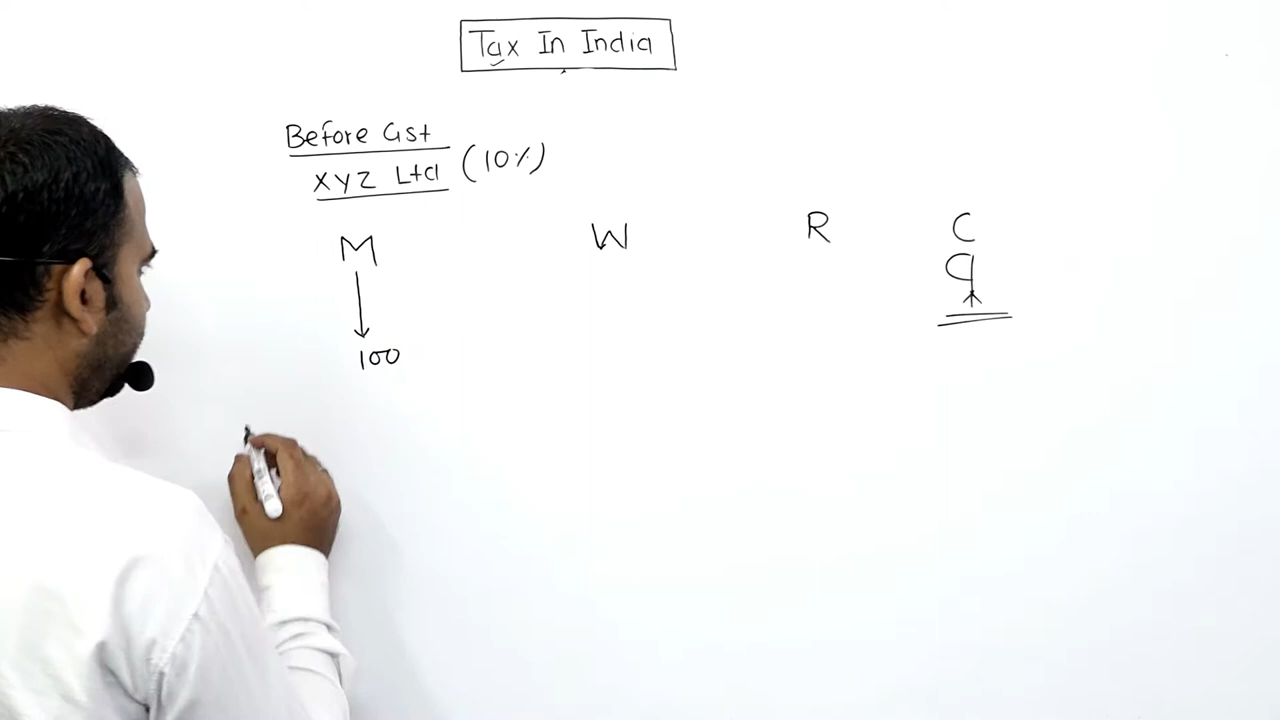 Tax In India
Before Gst
XYZ Ltd (10%)
M W R C
100